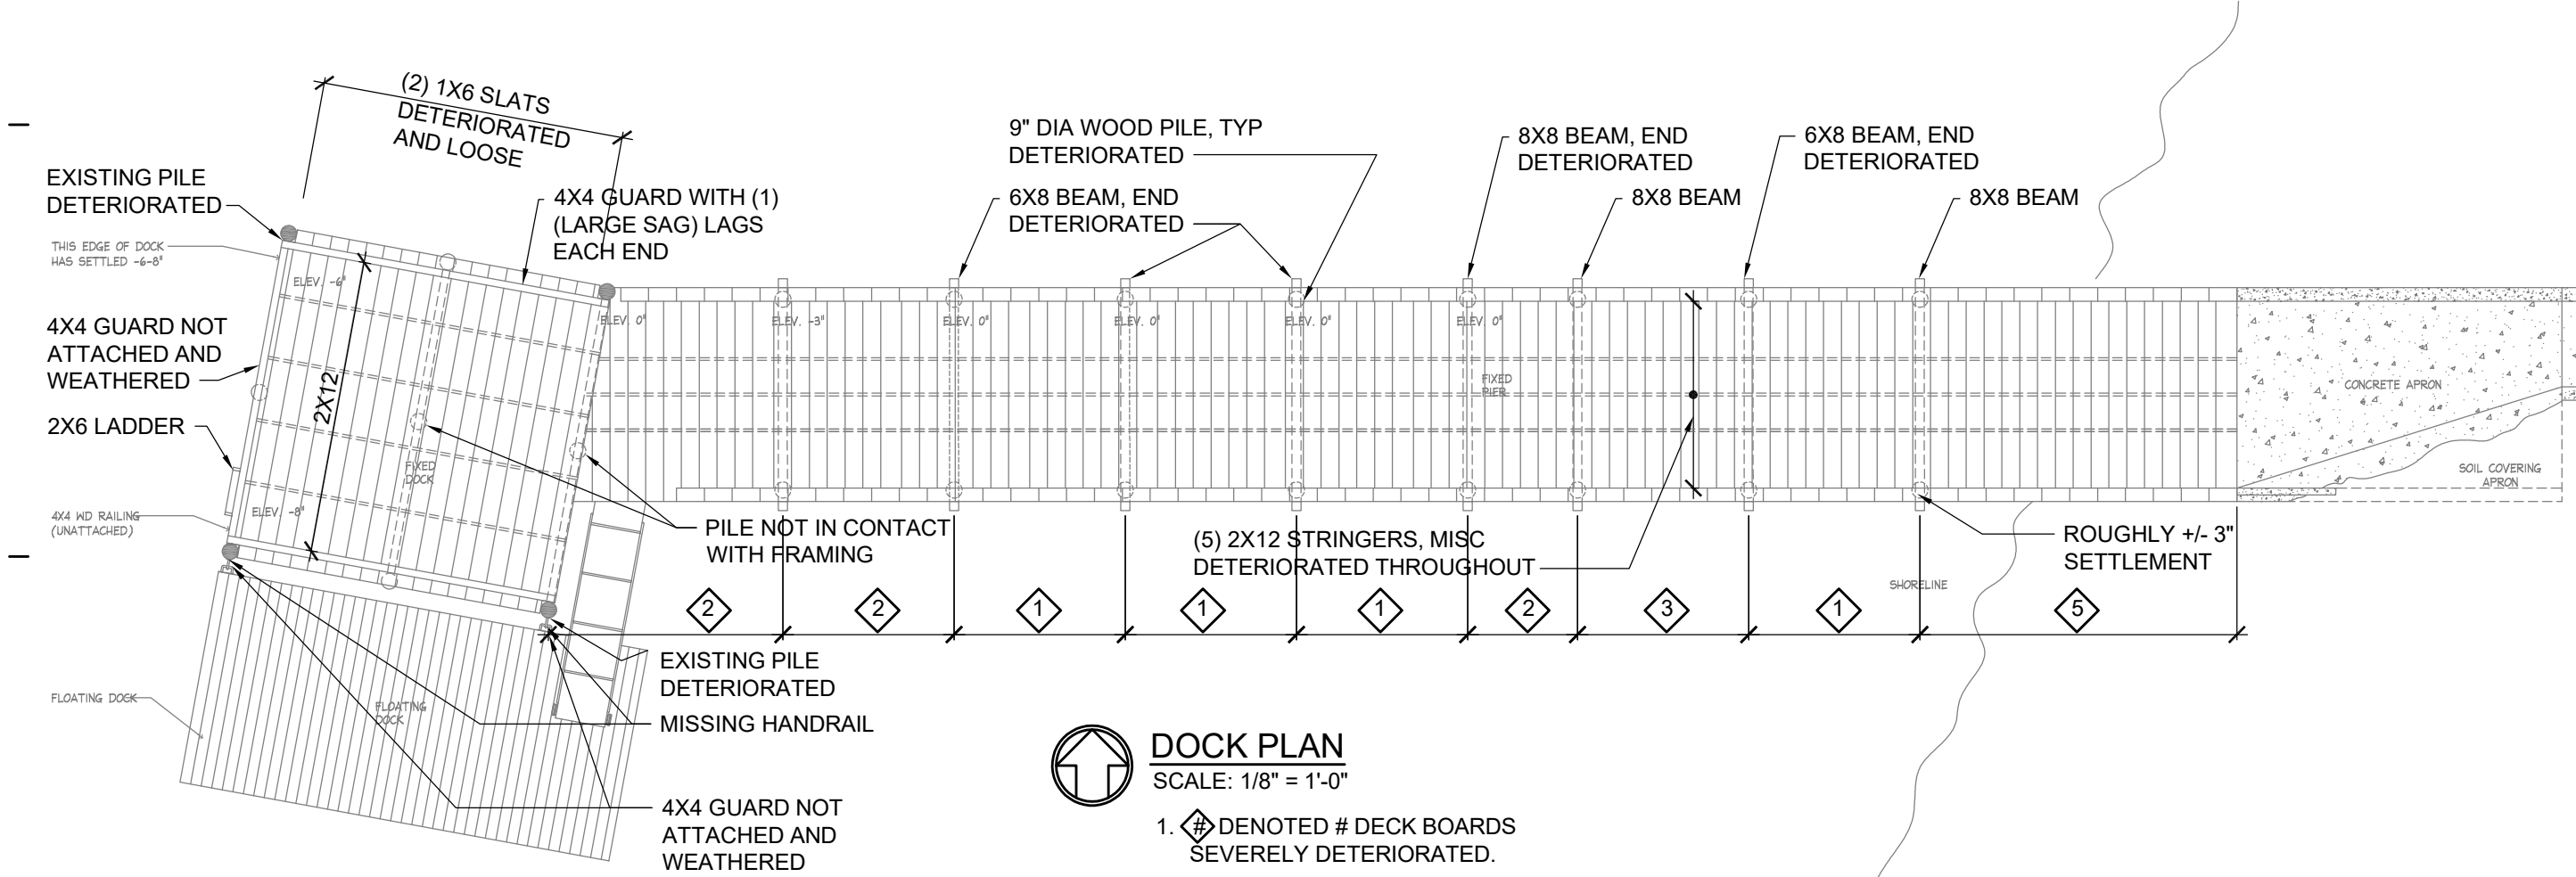 (2) 1X6 SLATS
DETERIORATED
AND LOOSE
EXISTING PILE
DETERIORATED
THIS EDGE OF DOCK
HAS SETTLED -6-8"
4X4 GUARD NOT
ATTACHED AND
WEATHERED
2X6 LADDER
4X4 WD RAILING
(UNATTACHED)
FLOATING DOCK
4X4 GUARD WITH (1)
(LARGE SAG) LAGS
EACH END
ELEV. -6"
2X12
FIXED
DOCK
ELEV. -8"
FLOATING
DOCK
9" DIA WOOD PILE, TYP
DETERIORATED
6X8 BEAM, END
DETERIORATED
8X8 BEAM, END
DETERIORATED
8X8 BEAM
6X8 BEAM, END
DETERIORATED
8X8 BEAM
ELEV. 0"
ELEV. -3"
ELEV. 0"
ELEV. 0"
ELEV. 0"
ELEV. 0"
FIXED
PIER
CONCRETE APRON
SOIL COVERING
APRON
PILE NOT IN CONTACT
WITH FRAMING
(5) 2X12 STRINGERS, MISC
DETERIORATED THROUGHOUT
ROUGHLY +/- 3"
SETTLEMENT
SHORELINE
2
2
1
1
1
2
3
1
5
EXISTING PILE
DETERIORATED
MISSING HANDRAIL
4X4 GUARD NOT
ATTACHED AND
WEATHERED
DOCK PLAN
SCALE: 1/8" = 1'-0"
1. # DENOTED # DECK BOARDS
SEVERELY DETERIORATED.